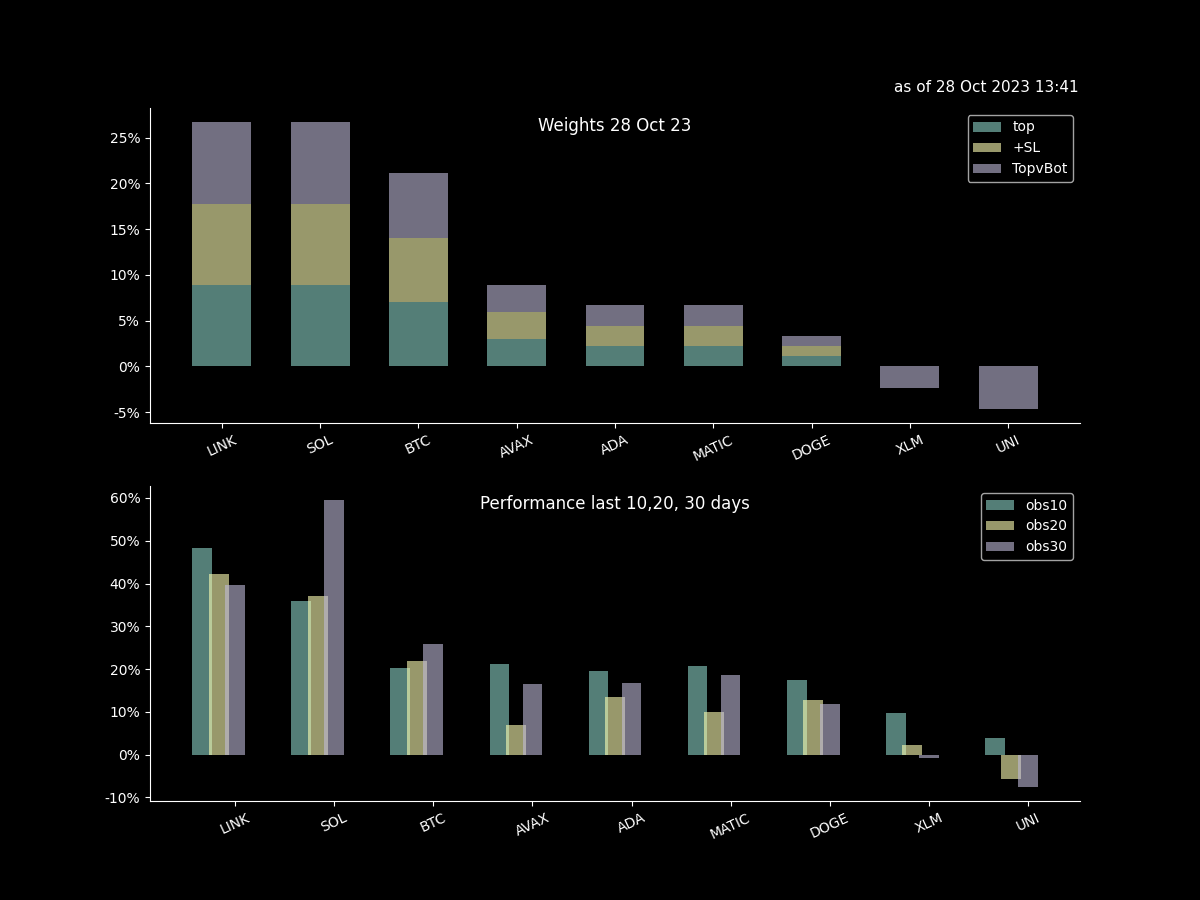 as of 28 Oct 2023 13:41
Weights 28 Oct 23
top
+SL
TopvBot
25%
20%
15%
10%
5%
0%
-5%
LINK SOL BTC AVAX ADA MATIC DOGE XLM UNI
Performance last 10,20, 30 days
obs10
obs20
obs30
60%
50%
40%
30%
20%
10%
0%
-10%
LINK SOL BTC AVAX ADA MATIC DOGE XLM UNI